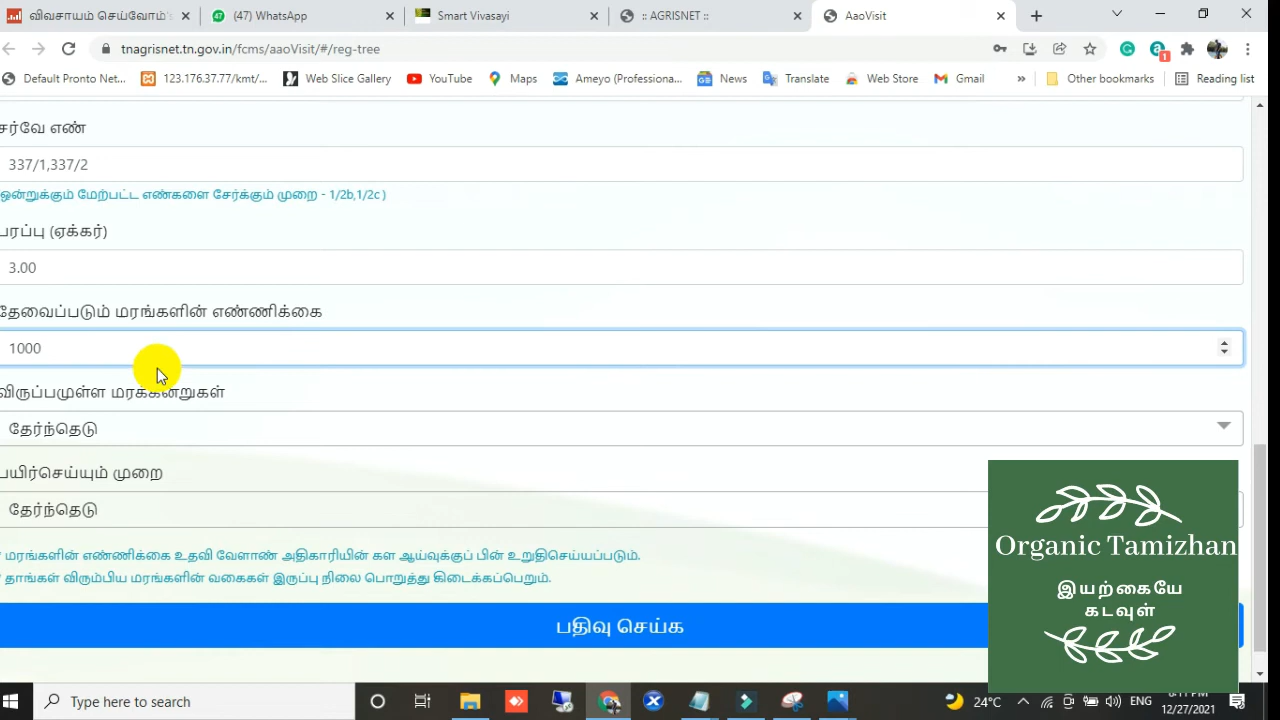 விவசாயம் செய்வோம்'
(47) WhatsApp
Smart Vivasayi
:: AGRISNET ::
AaoVisit
tnagrisnet.tn.gov.in/fcms/aaoVisit/#/reg-tree
Default Pronto Net...
123.176.37.77/kmt/...
Web Slice Gallery
YouTube
Maps
Ameyo (Professiona...
News
Translate
Web Store
Gmail
»
Other bookmarks
Reading list
சர்வே எண்
337/1,337/2
ஒன்றுக்கும் மேற்பட்ட எண்களை சேர்க்கும் முறை - 1/2b,1/2c )
பரப்பு (ஏக்கர்)
3.00
தேவைப்படும் மரங்களின் எண்ணிக்கை
1000
விருப்பமுள்ள மரக்கன்றுகள்
தேர்ந்தெடு
பயிர்செய்யும் முறை
தேர்ந்தெடு
மரங்களின் எண்ணிக்கை உதவி வேளாண் அதிகாரியின் கள ஆய்வுக்குப் பின் உறுதிசெய்யப்படும்.
தாங்கள் விரும்பிய மரங்களின் வகைகள் இருப்பு நிலை பொறுத்து கிடைக்கப்பெறும்.
பதிவு செய்க
Organic Tamizhan
இயற்கையே
கடவுள்
Type here to search
24°C
ENG
12/27/2021